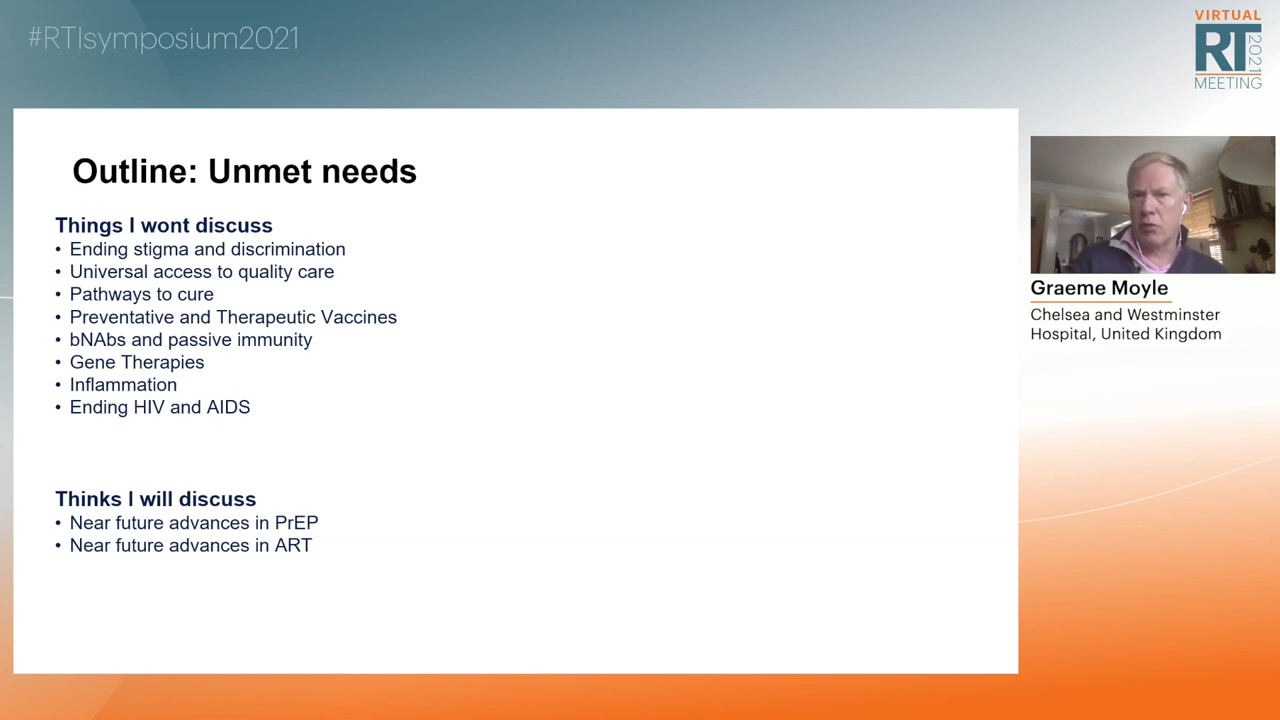 #RTIsymposium2021
VIRTUAL
RT
2021
MEETING
Outline: Unmet needs
Things I wont discuss
• Ending stigma and discrimination
• Universal access to quality care
• Pathways to cure
• Preventative and Therapeutic Vaccines
• bNAbs and passive immunity
• Gene Therapies
• Inflammation
• Ending HIV and AIDS
Thinks I will discuss
• Near future advances in PrEP
• Near future advances in ART
Graeme Moyle
Chelsea and Westminster
Hospital, United Kingdom